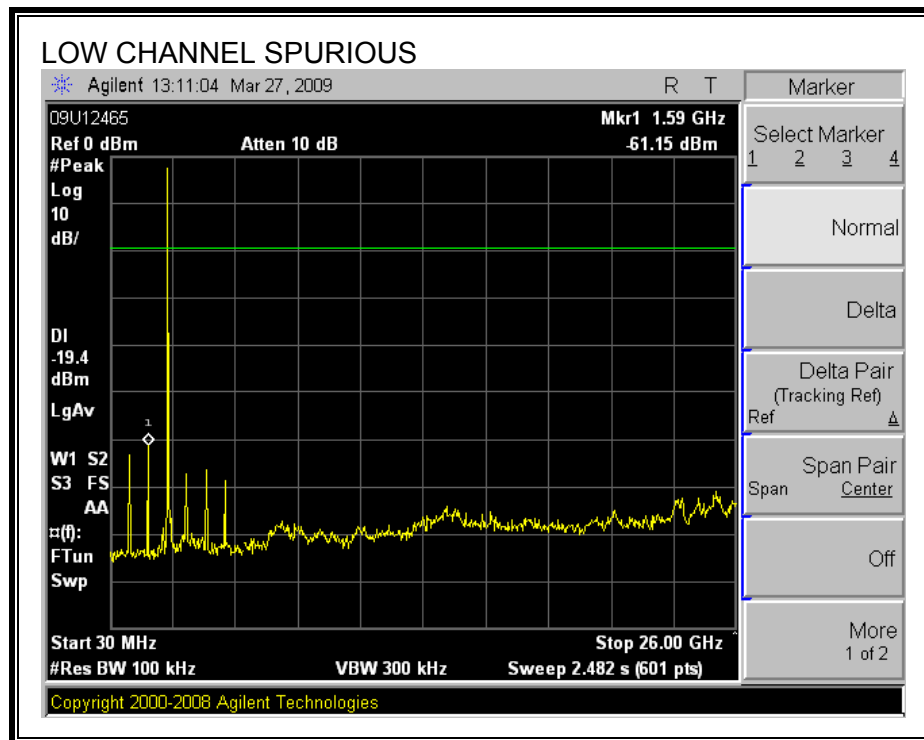 LOW CHANNEL SPURIOUS
Agilent 13:11:04 Mar 27, 2009 R T
09U12465 Mkr1 1.59 GHz
Ref 0 dBm Atten 10 dB -61.15 dBm
#Peak
Log
10
dB/
DI
-19.4
dBm
LgAv
1
W1 S2
S3 FS
AA
¤(f):
FTun
Swp
Start 30 MHz Stop 26.00 GHz ^
#Res BW 100 kHz VBW 300 kHz Sweep 2.482 s (601 pts)
Copyright 2000-2008 Agilent Technologies
Marker
Select Marker
1 2 3 4
Normal
Delta
Delta Pair
(Tracking Ref)
Ref Δ
Span Pair
Span Center
Off
More
1 of 2